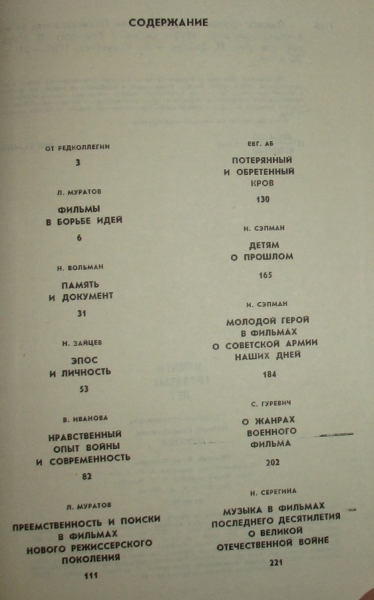 СОДЕРЖАНИЕ
ОТ РЕДКОЛЛЕГИИ
3
Л. МУРАТОВ
ФИЛЬМЫ
В БОРЬБЕ ИДЕЙ
6
Н. ВОЛЬМАН
ПАМЯТЬ
И ДОКУМЕНТ
31
Н. ЗАЙЦЕВ
ЭПОС
И ЛИЧНОСТЬ
53
В. ИВАНОВА
НРАВСТВЕННЫЙ
ОПЫТ ВОЙНЫ
И СОВРЕМЕННОСТЬ
82
Л. МУРАТОВ
ПРЕЕМСТВЕННОСТЬ И ПОИСКИ
В ФИЛЬМАХ
НОВОГО РЕЖИССЕРСКОГО
ПОКОЛЕНИЯ
111
ЕВГ. АБ
ПОТЕРЯННЫЙ
И ОБРЕТЕННЫЙ
КРОВ
130
И. СЭПМАН
ДЕТЯМ
О ПРОШЛОМ
165
И. СЭПМАН
МОЛОДОЙ ГЕРОЙ
В ФИЛЬМАХ
О СОВЕТСКОЙ АРМИИ
НАШИХ ДНЕЙ
184
С. ГУРЕВИЧ
О ЖАНРАХ
ВОЕННОГО
ФИЛЬМА
202
Н. СЕРЕГИНА
МУЗЫКА В ФИЛЬМАХ
ПОСЛЕДНЕГО ДЕСЯТИЛЕТИЯ
О ВЕЛИКОЙ
ОТЕЧЕСТВЕННОЙ ВОЙНЕ
221